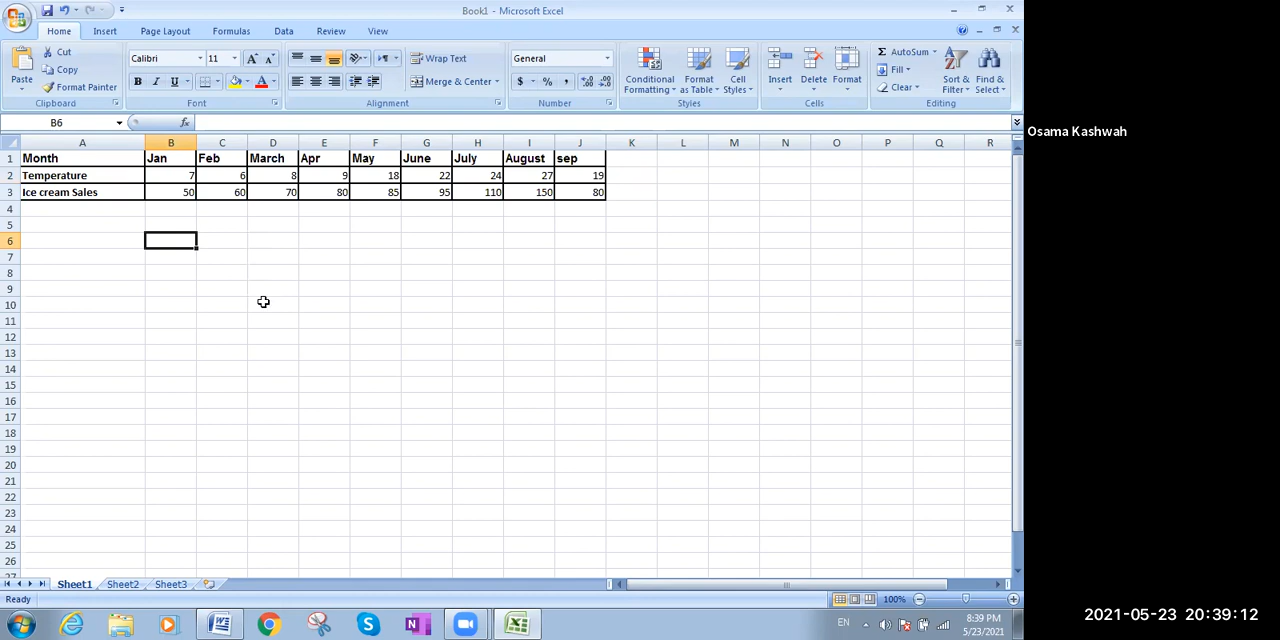 Book1 - Microsoft Excel
Home Insert Page Layout Formulas Data Review View
Paste Cut Copy Format Painter Clipboard
Calibri 11 B I U Font
Wrap Text Merge & Center Alignment
General $ % , Number
Conditional Formatting Format as Table Cell Styles Styles
Insert Delete Format Cells
AutoSum Fill Clear Sort & Filter Find & Select Editing
B6 fx
A B C D E F G H I J K L M N O P Q R
1 Month Jan Feb March Apr May June July August sep
2 Temperature 7 6 8 9 18 22 24 27 19
3 Ice cream Sales 50 60 70 80 85 95 110 150 80
4
5
6
7
8
9
10
11
12
13
14
15
16
17
18
19
20
21
22
23
24
25
26
27
Sheet1 Sheet2 Sheet3
Ready 100%
EN 8:39 PM
5/23/2021
Osama Kashwah
2021-05-23 20:39:12